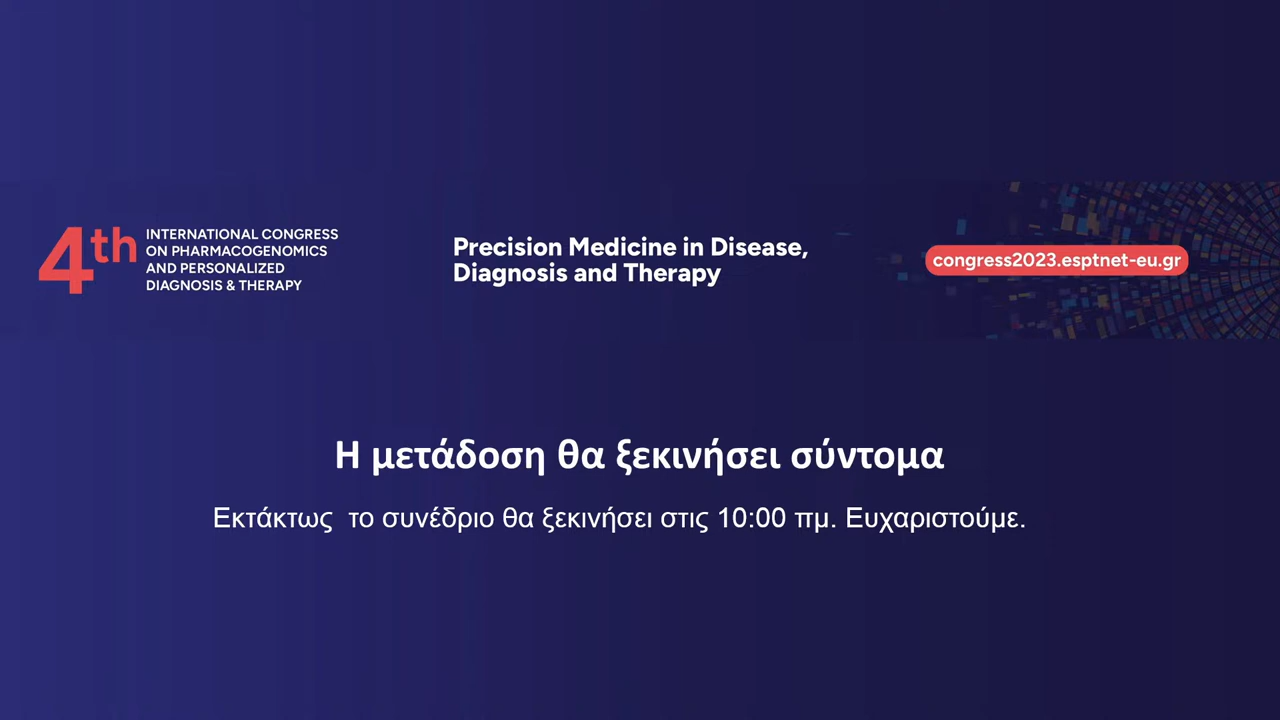 4th
INTERNATIONAL CONGRESS
ON PHARMACOGENOMICS
AND PERSONALIZED
DIAGNOSIS & THERAPY
Precision Medicine in Disease,
Diagnosis and Therapy
congress2023.esptnet-eu.gr
Η μετάδοση θα ξεκινήσει σύντομα
Εκτάκτως το συνέδριο θα ξεκινήσει στις 10:00 πμ. Ευχαριστούμε.